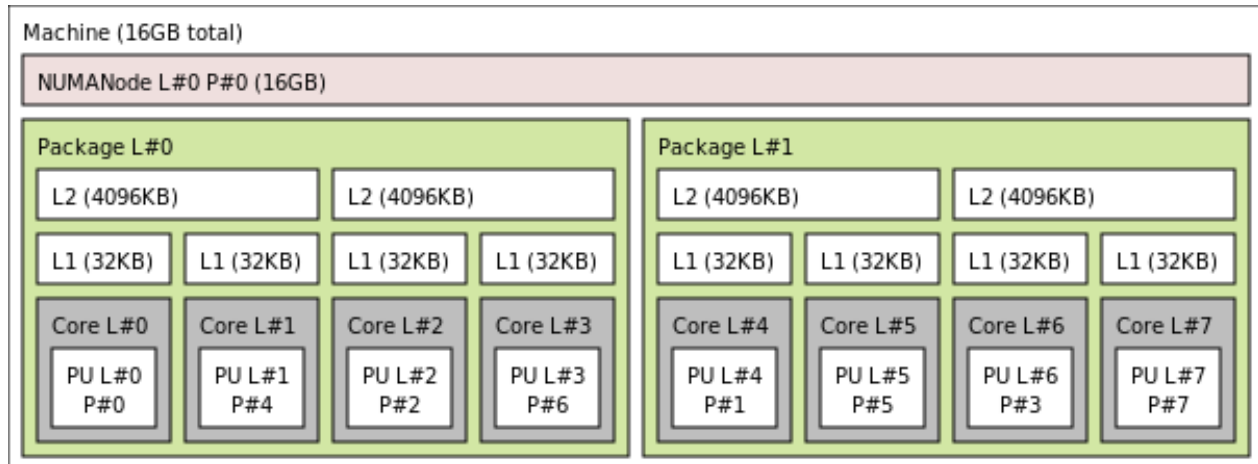 Machine (16GB total)
NUMANode L#0 P#0 (16GB)
Package L#0
L2 (4096KB)
L2 (4096KB)
L1 (32KB)
L1 (32KB)
L1 (32KB)
L1 (32KB)
Core L#0
PU L#0
P#0
Core L#1
PU L#1
P#4
Core L#2
PU L#2
P#2
Core L#3
PU L#3
P#6
Package L#1
L2 (4096KB)
L2 (4096KB)
L1 (32KB)
L1 (32KB)
L1 (32KB)
L1 (32KB)
Core L#4
PU L#4
P#1
Core L#5
PU L#5
P#5
Core L#6
PU L#6
P#3
Core L#7
PU L#7
P#7